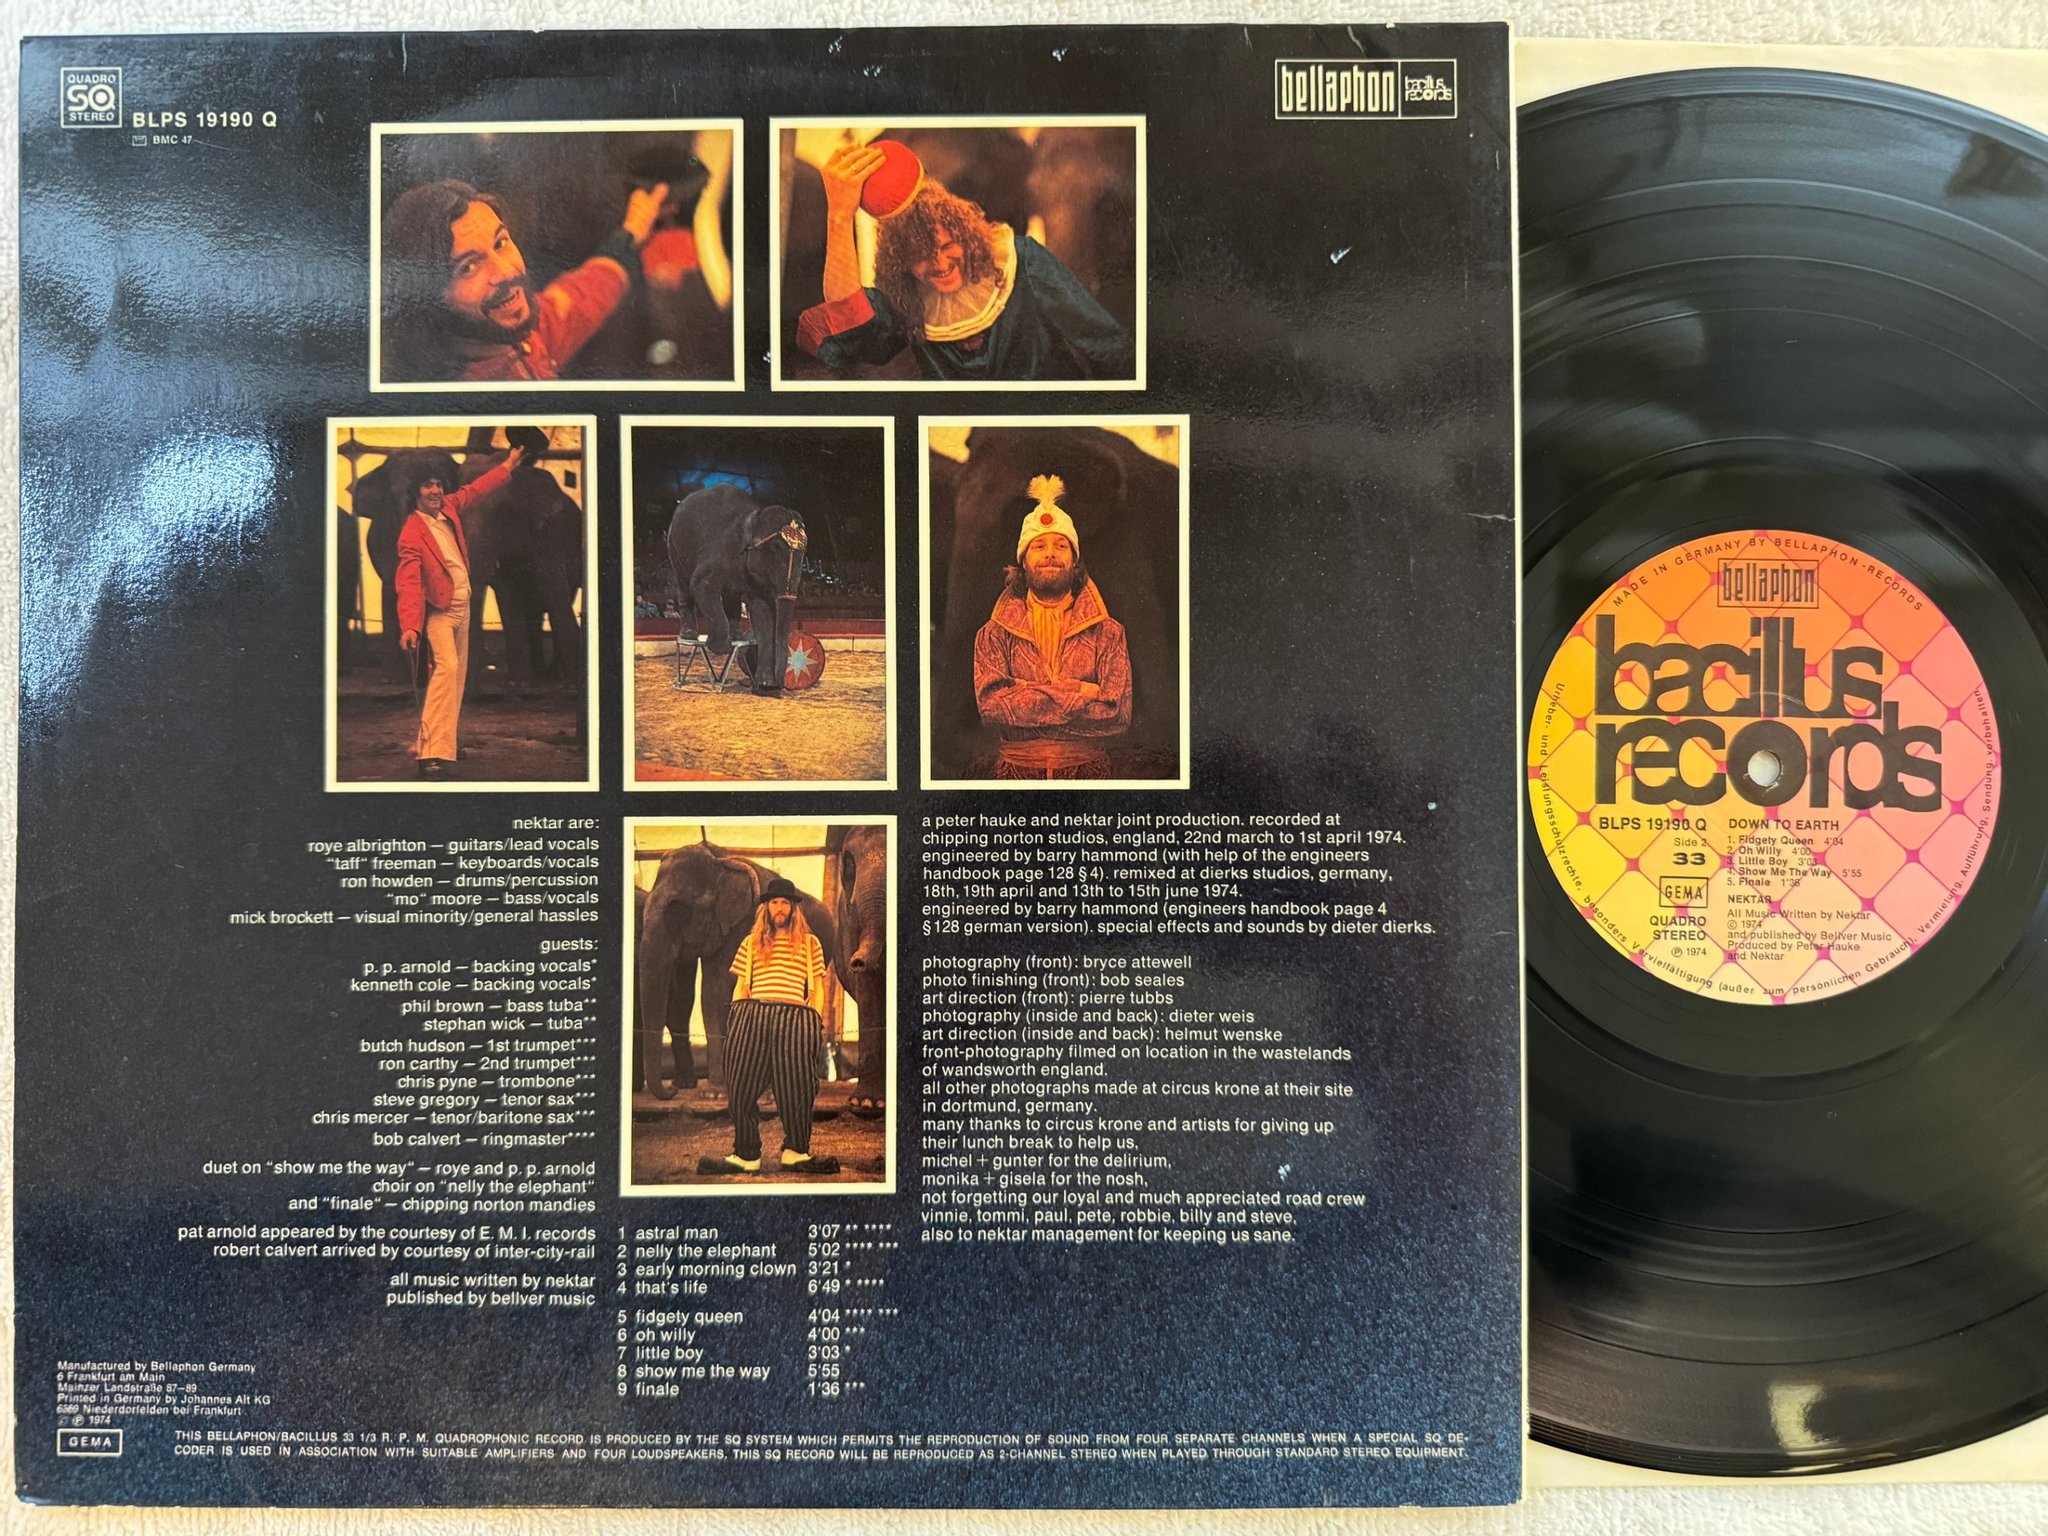 QUADRO
SQ
STEREO
BLPS 19190 Q
BMC 47
bellaphon
bacillus
records
nektar are:
roye albrighton – guitars/lead vocals
"taff" freeman – keyboards/vocals
ron howden – drums/percussion
"mo" moore – bass/vocals
mick brockett – visual minority/general hassles
guests:
p. p. arnold – backing vocals*
kenneth cole – backing vocals*
phil brown – bass tuba**
stephan wick – tuba**
butch hudson – 1st trumpet***
ron carthy – 2nd trumpet***
chris pyne – trombone***
steve gregory – tenor sax***
chris mercer – tenor/baritone sax***
bob calvert – ringmaster****
duet on "show me the way" – roye and p. p. arnold
choir on "nelly the elephant"
and "finale" – chipping norton mandies
pat arnold appeared by the courtesy of E. M. I. records
robert calvert arrived by courtesy of inter-city-rail
all music written by nektar
published by bellver music
1 astral man 3'07 ** ****
2 nelly the elephant 5'02 **** ***
3 early morning clown 3'21 *
4 that's life 6'49 * ****
5 fidgety queen 4'04 **** ***
6 oh willy 4'00 ***
7 little boy 3'03 *
8 show me the way 5'55
9 finale 1'36 ***
a peter hauke and nektar joint production. recorded at
chipping norton studios, england, 22nd march to 1st april 1974.
engineered by barry hammond (with help of the engineers
handbook page 128 § 4). remixed at dierks studios, germany,
18th, 19th april and 13th to 15th june 1974.
engineered by barry hammond (engineers handbook page 4
§ 128 german version). special effects and sounds by dieter dierks.
photography (front): bryce attewell
photo finishing (front): bob seales
art direction (front): pierre tubbs
photography (inside and back): dieter weis
art direction (inside and back): helmut wenske
front-photography filmed on location in the wastelands
of wandsworth england.
all other photographs made at circus krone at their site
in dortmund, germany.
many thanks to circus krone and artists for giving up
their lunch break to help us,
michel + gunter for the delirium,
monika + gisela for the nosh,
not forgetting our loyal and much appreciated road crew
vinnie, tommi, paul, pete, robbie, billy and steve,
also to nektar management for keeping us sane.
Manufactured by Bellaphon Germany
6 Frankfurt am Main
Mainzer Landstraße 87–89
Printed in Germany by Johannes Alt KG
6369 Niederdorfelden bei Frankfurt
© ℗ 1974
GEMA
THIS BELLAPHON/BACILLUS 33 1/3 R. P. M. QUADROPHONIC RECORD IS PRODUCED BY THE SQ SYSTEM WHICH PERMITS THE REPRODUCTION OF SOUND FROM FOUR SEPARATE CHANNELS WHEN A SPECIAL SQ DE-
CODER IS USED IN ASSOCIATION WITH SUITABLE AMPLIFIERS AND FOUR LOUDSPEAKERS. THIS SQ RECORD WILL BE REPRODUCED AS 2-CHANNEL STEREO WHEN PLAYED THROUGH STANDARD STEREO EQUIPMENT.
MADE IN GERMANY BY BELLAPHON-RECORDS
bellaphon
bacillus
records
BLPS 19190 Q
Side 2
33
GEMA
QUADRO
STEREO
℗ 1974
DOWN TO EARTH
1. Fidgety Queen 4'04
2. Oh Willy 4'00
3. Little Boy 3'03
4. Show Me The Way 5'55
5. Finale 1'36
NEKTAR
All Music Written by Nektar
© 1974
and published by Bellver Music
Produced by Peter Hauke
and Nektar
Urheber- und Leistungsschutzrechte, besonders Vervielfältigung (außer zum persönlichen Gebrauch), Vermietung, Aufführung, Sendung, vorbehalten.